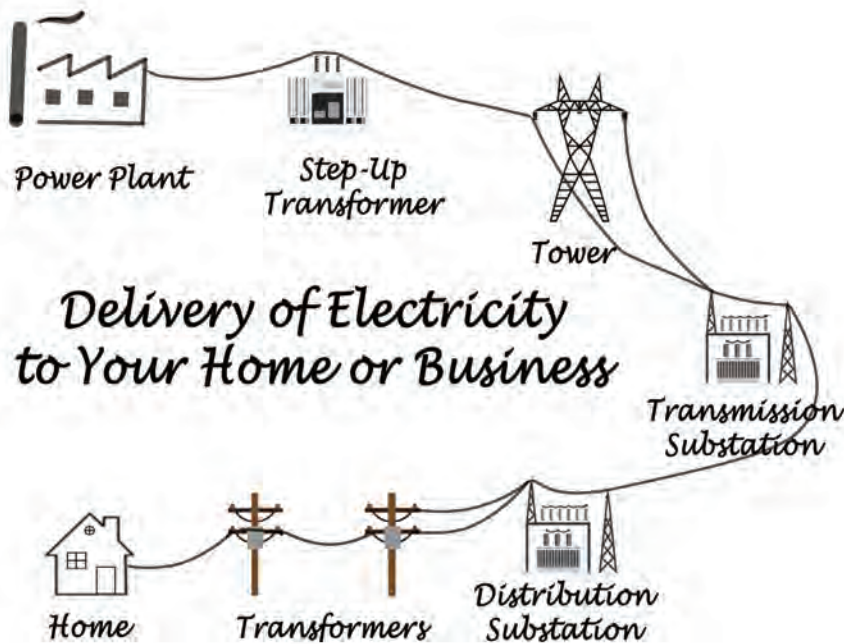 Power Plant
Step-Up
Transformer
Tower
Delivery of Electricity
to Your Home or Business
Transmission
Substation
Home
Transformers
Distribution
Substation